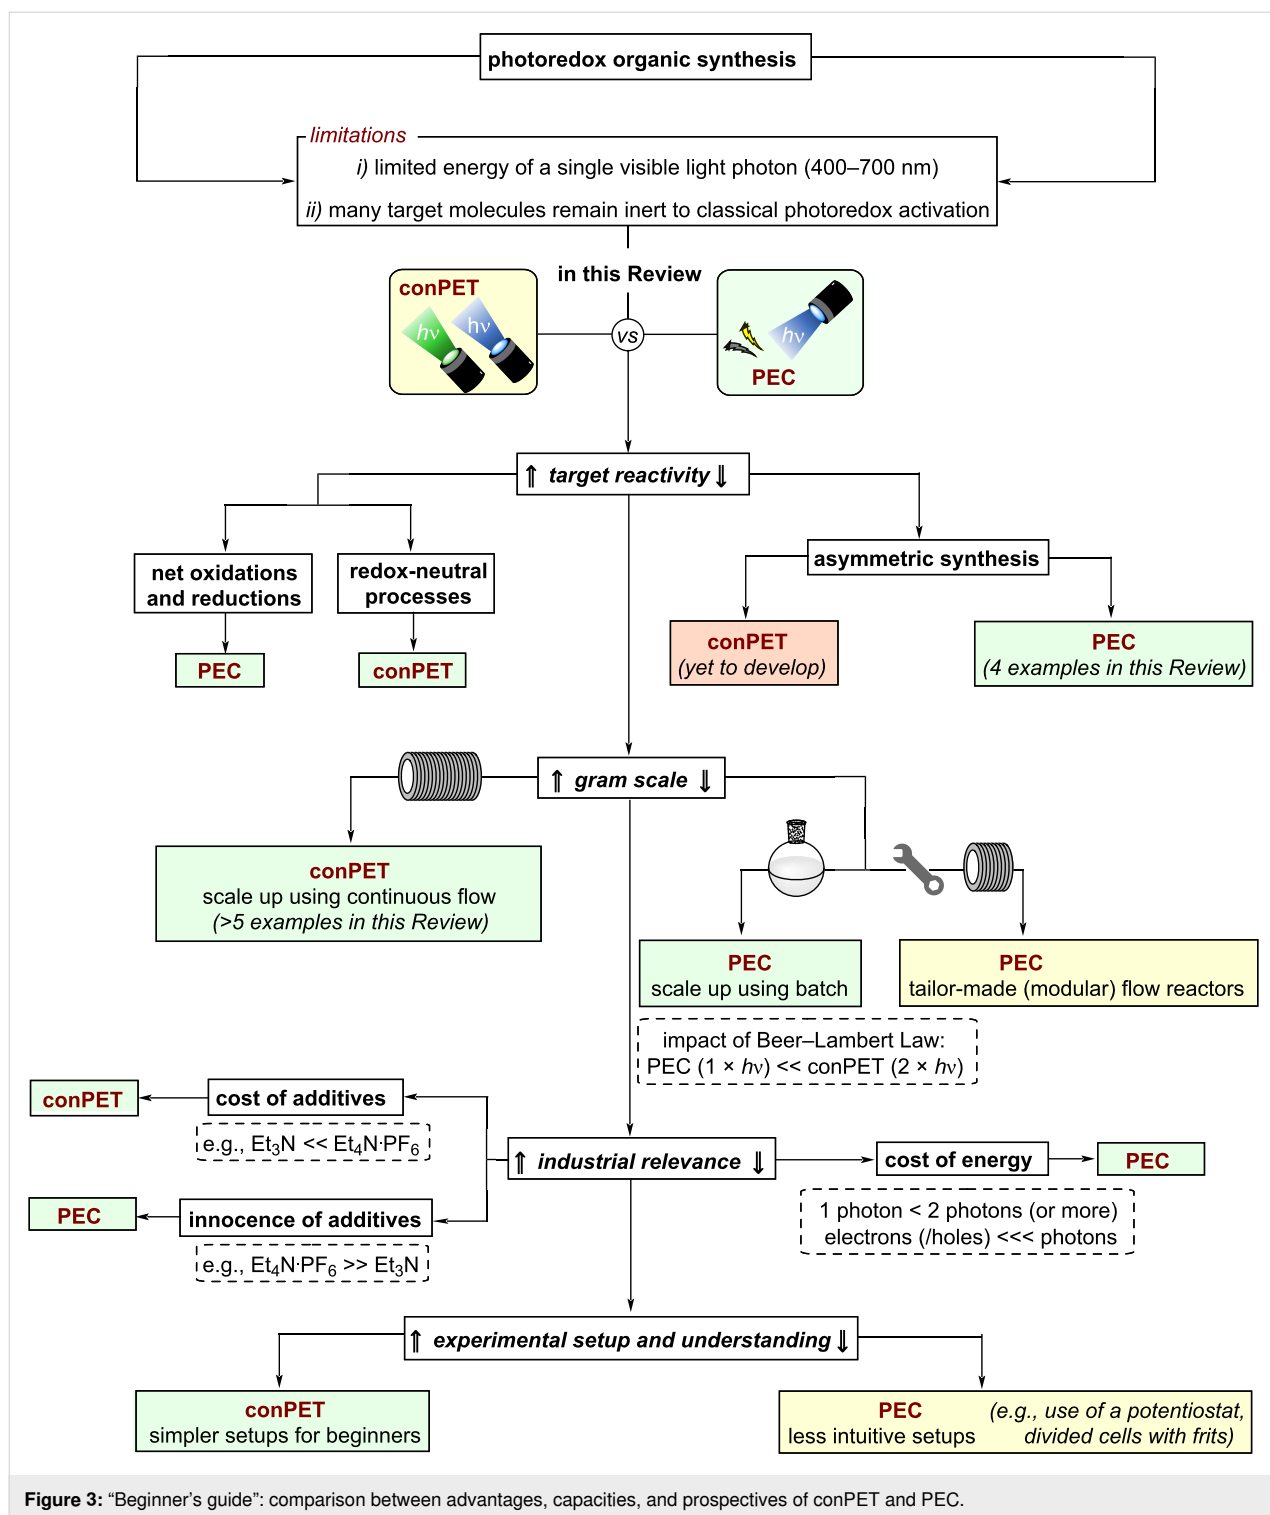 photoredox organic synthesis
limitations
i) limited energy of a single visible light photon (400–700 nm)
ii) many target molecules remain inert to classical photoredox activation
in this Review
conPET
hν
hν
vs
hν
PEC
⇑ target reactivity ⇓
net oxidations
and reductions
redox-neutral
processes
asymmetric synthesis
PEC
conPET
conPET
(yet to develop)
PEC
(4 examples in this Review)
⇑ gram scale ⇓
conPET
scale up using continuous flow
(>5 examples in this Review)
PEC
scale up using batch
PEC
tailor-made (modular) flow reactors
impact of Beer–Lambert Law:
PEC (1 × hν) << conPET (2 × hν)
conPET
cost of additives
e.g., Et₃N << Et₄N·PF₆
⇑ industrial relevance ⇓
cost of energy
PEC
PEC
innocence of additives
e.g., Et₄N·PF₆ >> Et₃N
1 photon < 2 photons (or more)
electrons (/holes) <<< photons
⇑ experimental setup and understanding ⇓
conPET
simpler setups for beginners
PEC
less intuitive setups
(e.g., use of a potentiostat,
divided cells with frits)
Figure 3: “Beginner’s guide”: comparison between advantages, capacities, and prospectives of conPET and PEC.